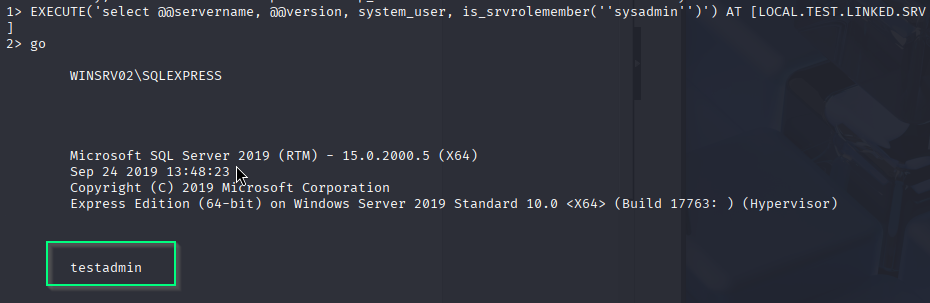 1> EXECUTE('select @@servername, @@version, system_user, is_srvrolemember(''sysadmin'')') AT [LOCAL.TEST.LINKED.SRV
]
2> go
WINSRV02\SQLEXPRESS
Microsoft SQL Server 2019 (RTM) - 15.0.2000.5 (X64)
Sep 24 2019 13:48:23
Copyright (C) 2019 Microsoft Corporation
Express Edition (64-bit) on Windows Server 2019 Standard 10.0 <X64> (Build 17763: ) (Hypervisor)
testadmin